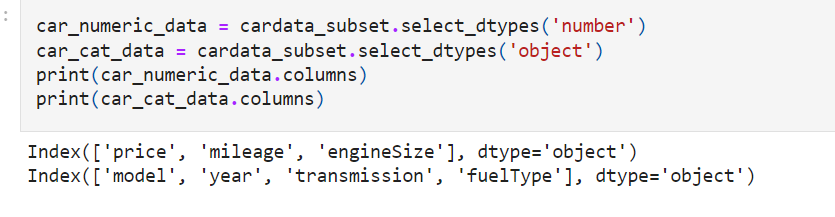 :
car_numeric_data = cardata_subset.select_dtypes('number')
car_cat_data = cardata_subset.select_dtypes('object')
print(car_numeric_data.columns)
print(car_cat_data.columns)
Index(['price', 'mileage', 'engineSize'], dtype='object')
Index(['model', 'year', 'transmission', 'fuelType'], dtype='object')